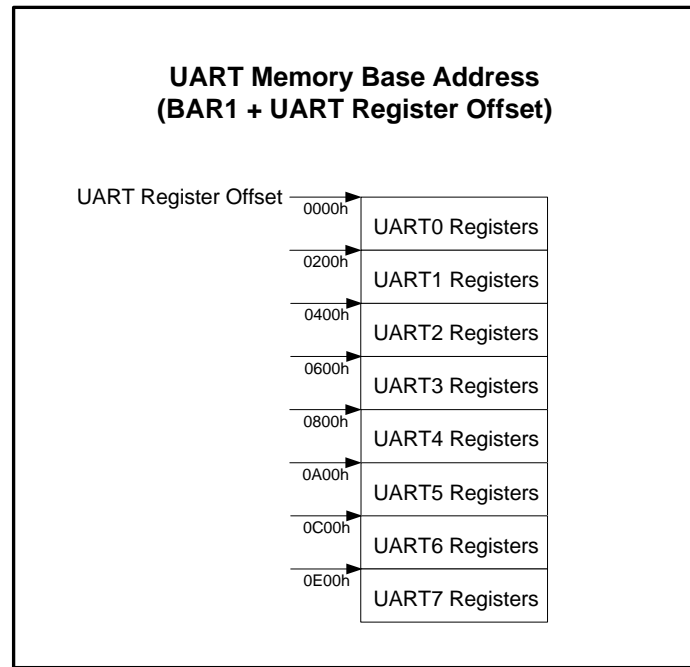 UART Memory Base Address
(BAR1 + UART Register Offset)
UART Register Offset
0000h
UART0 Registers
0200h
UART1 Registers
0400h
UART2 Registers
0600h
UART3 Registers
0800h
UART4 Registers
0A00h
UART5 Registers
0C00h
UART6 Registers
0E00h
UART7 Registers